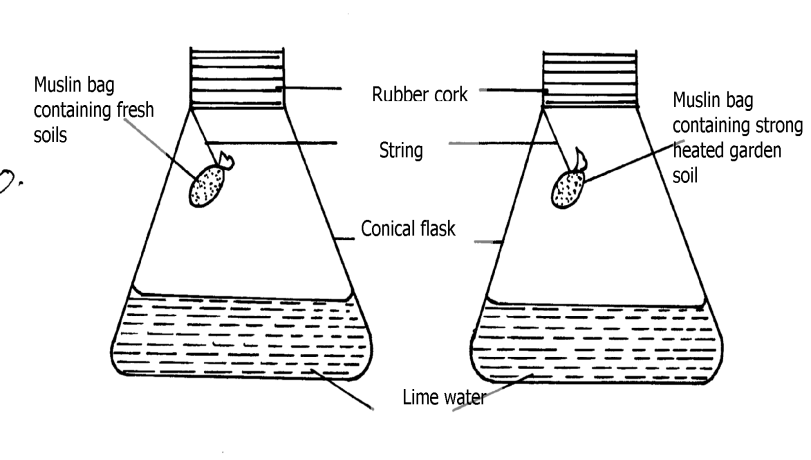 Muslin bag
containing fresh
soils
Rubber cork
Muslin bag
containing strong
heated garden
soil
String
Conical flask
Lime water